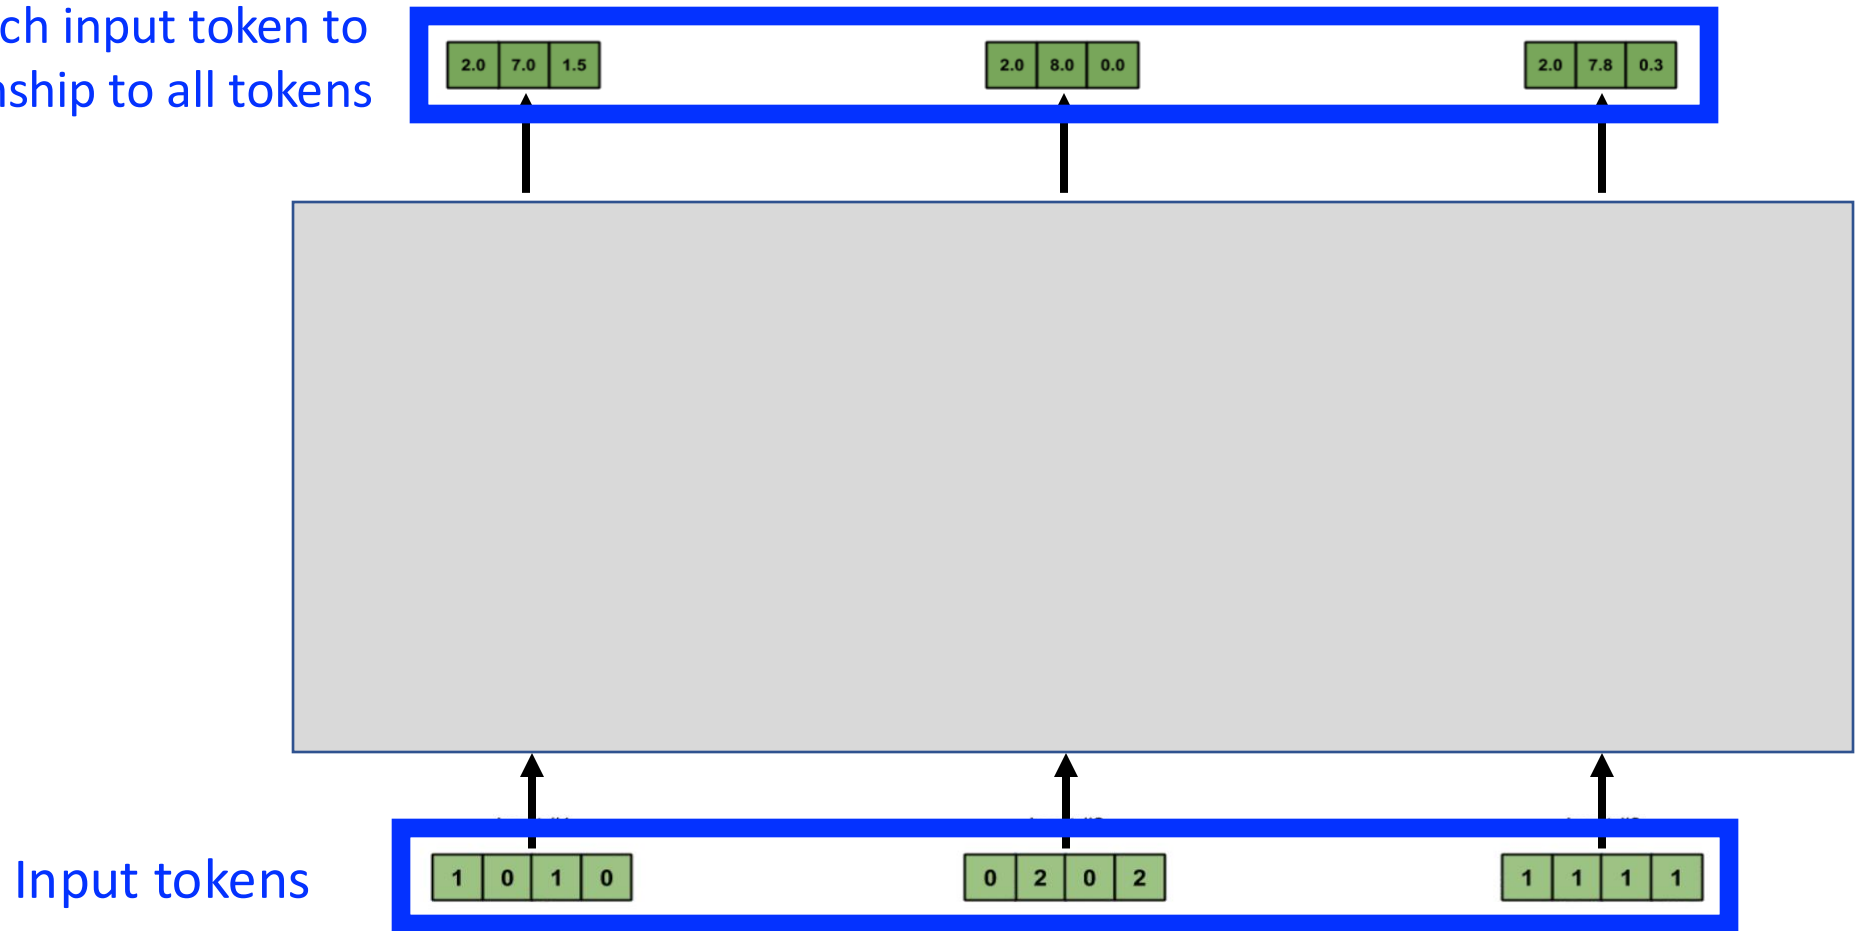 ch input token to
nship to all tokens
2.0 7.0 1.5
2.0 8.0 0.0
2.0 7.8 0.3
Input tokens
1 0 1 0
0 2 0 2
1 1 1 1